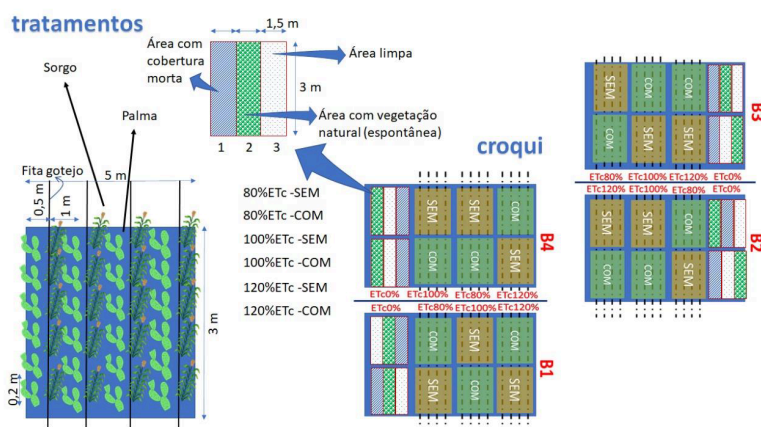 tratamentos
1,5 m
Área com
cobertura
morta
Área limpa
3 m
Área com vegetação
natural (espontânea)
1 2 3
Sorgo
Palma
Fita gotejo
5 m
0,5 m
1 m
3 m
0,2 m
80%ETc -SEM
80%ETc -COM
100%ETc -SEM
100%ETc -COM
120%ETc -SEM
120%ETc -COM
croqui
SEM SEM COM
COM COM SEM
B4
ETc0% ETc100% ETc80% ETc120%
ETc0% ETc80% ETc100% ETc120%
COM COM COM
SEM SEM SEM
B1
SEM COM COM
COM SEM SEM
B3
ETc80% ETc100% ETc120% ETc0%
ETc120% ETc100% ETc80% ETc0%
SEM SEM COM
COM COM SEM
B2